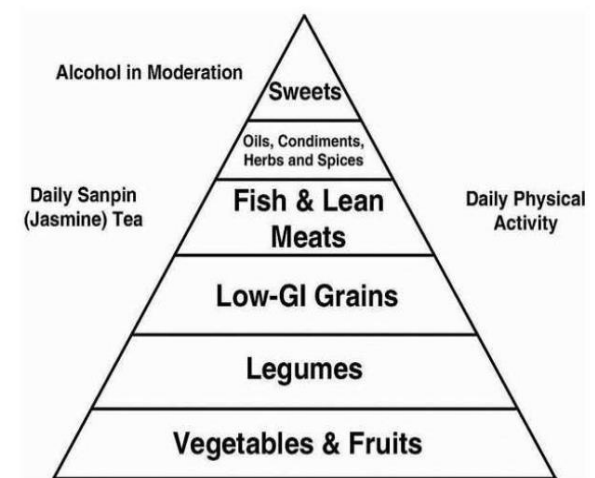 Alcohol in Moderation
Sweets
Oils, Condiments,
Herbs and Spices
Daily Sanpin
(Jasmine) Tea
Fish & Lean
Meats
Daily Physical
Activity
Low-GI Grains
Legumes
Vegetables & Fruits